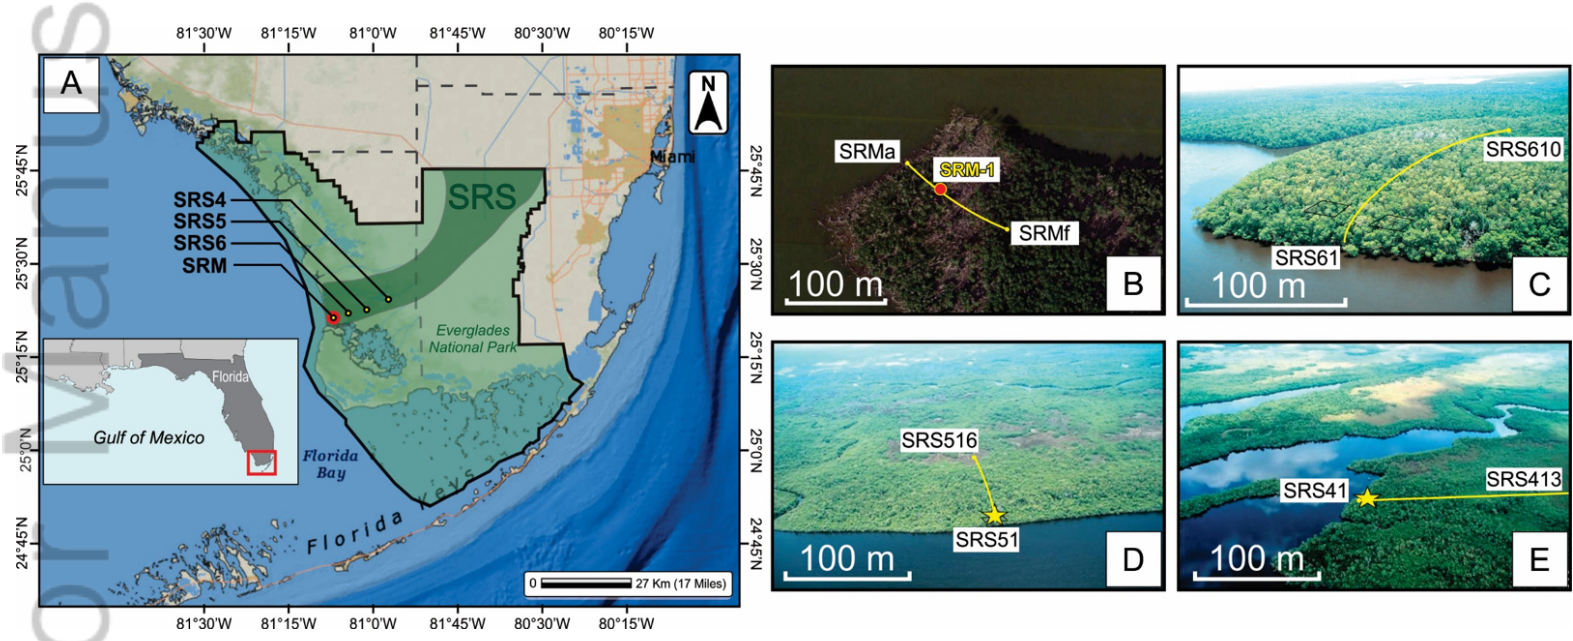 or Manus
81°30'W 81°15'W 81°0'W 81°45'W 80°30'W 80°15'W
A
N
Miami
25°45'N
25°30'N
25°15'N
25°0'N
24°45'N
25°45'N
25°30'N
25°15'N
25°0'N
24°45'N
SRS
SRS4
SRS5
SRS6
SRM
Everglades
National Park
Florida
Gulf of Mexico
Florida
Bay
Florida Keys
0 27 Km (17 Miles)
81°30'W 81°15'W 81°0'W 81°45'W 80°30'W 80°15'W
SRMa
SRM-1
SRMf
100 m
B
SRS610
SRS61
100 m
C
SRS516
SRS51
100 m
D
SRS41
SRS413
100 m
E